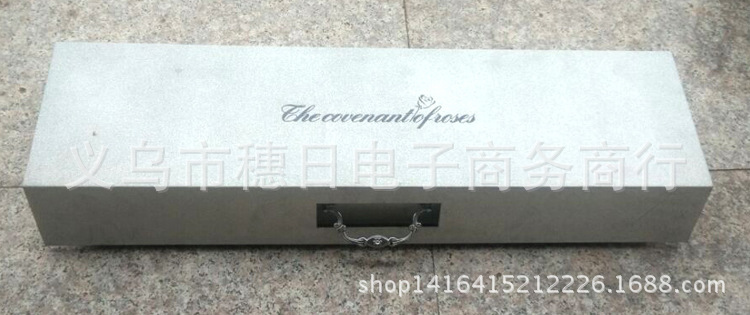 The covenant of roses
义乌市穗日电子商务商行
shop1416415212226.1688.com